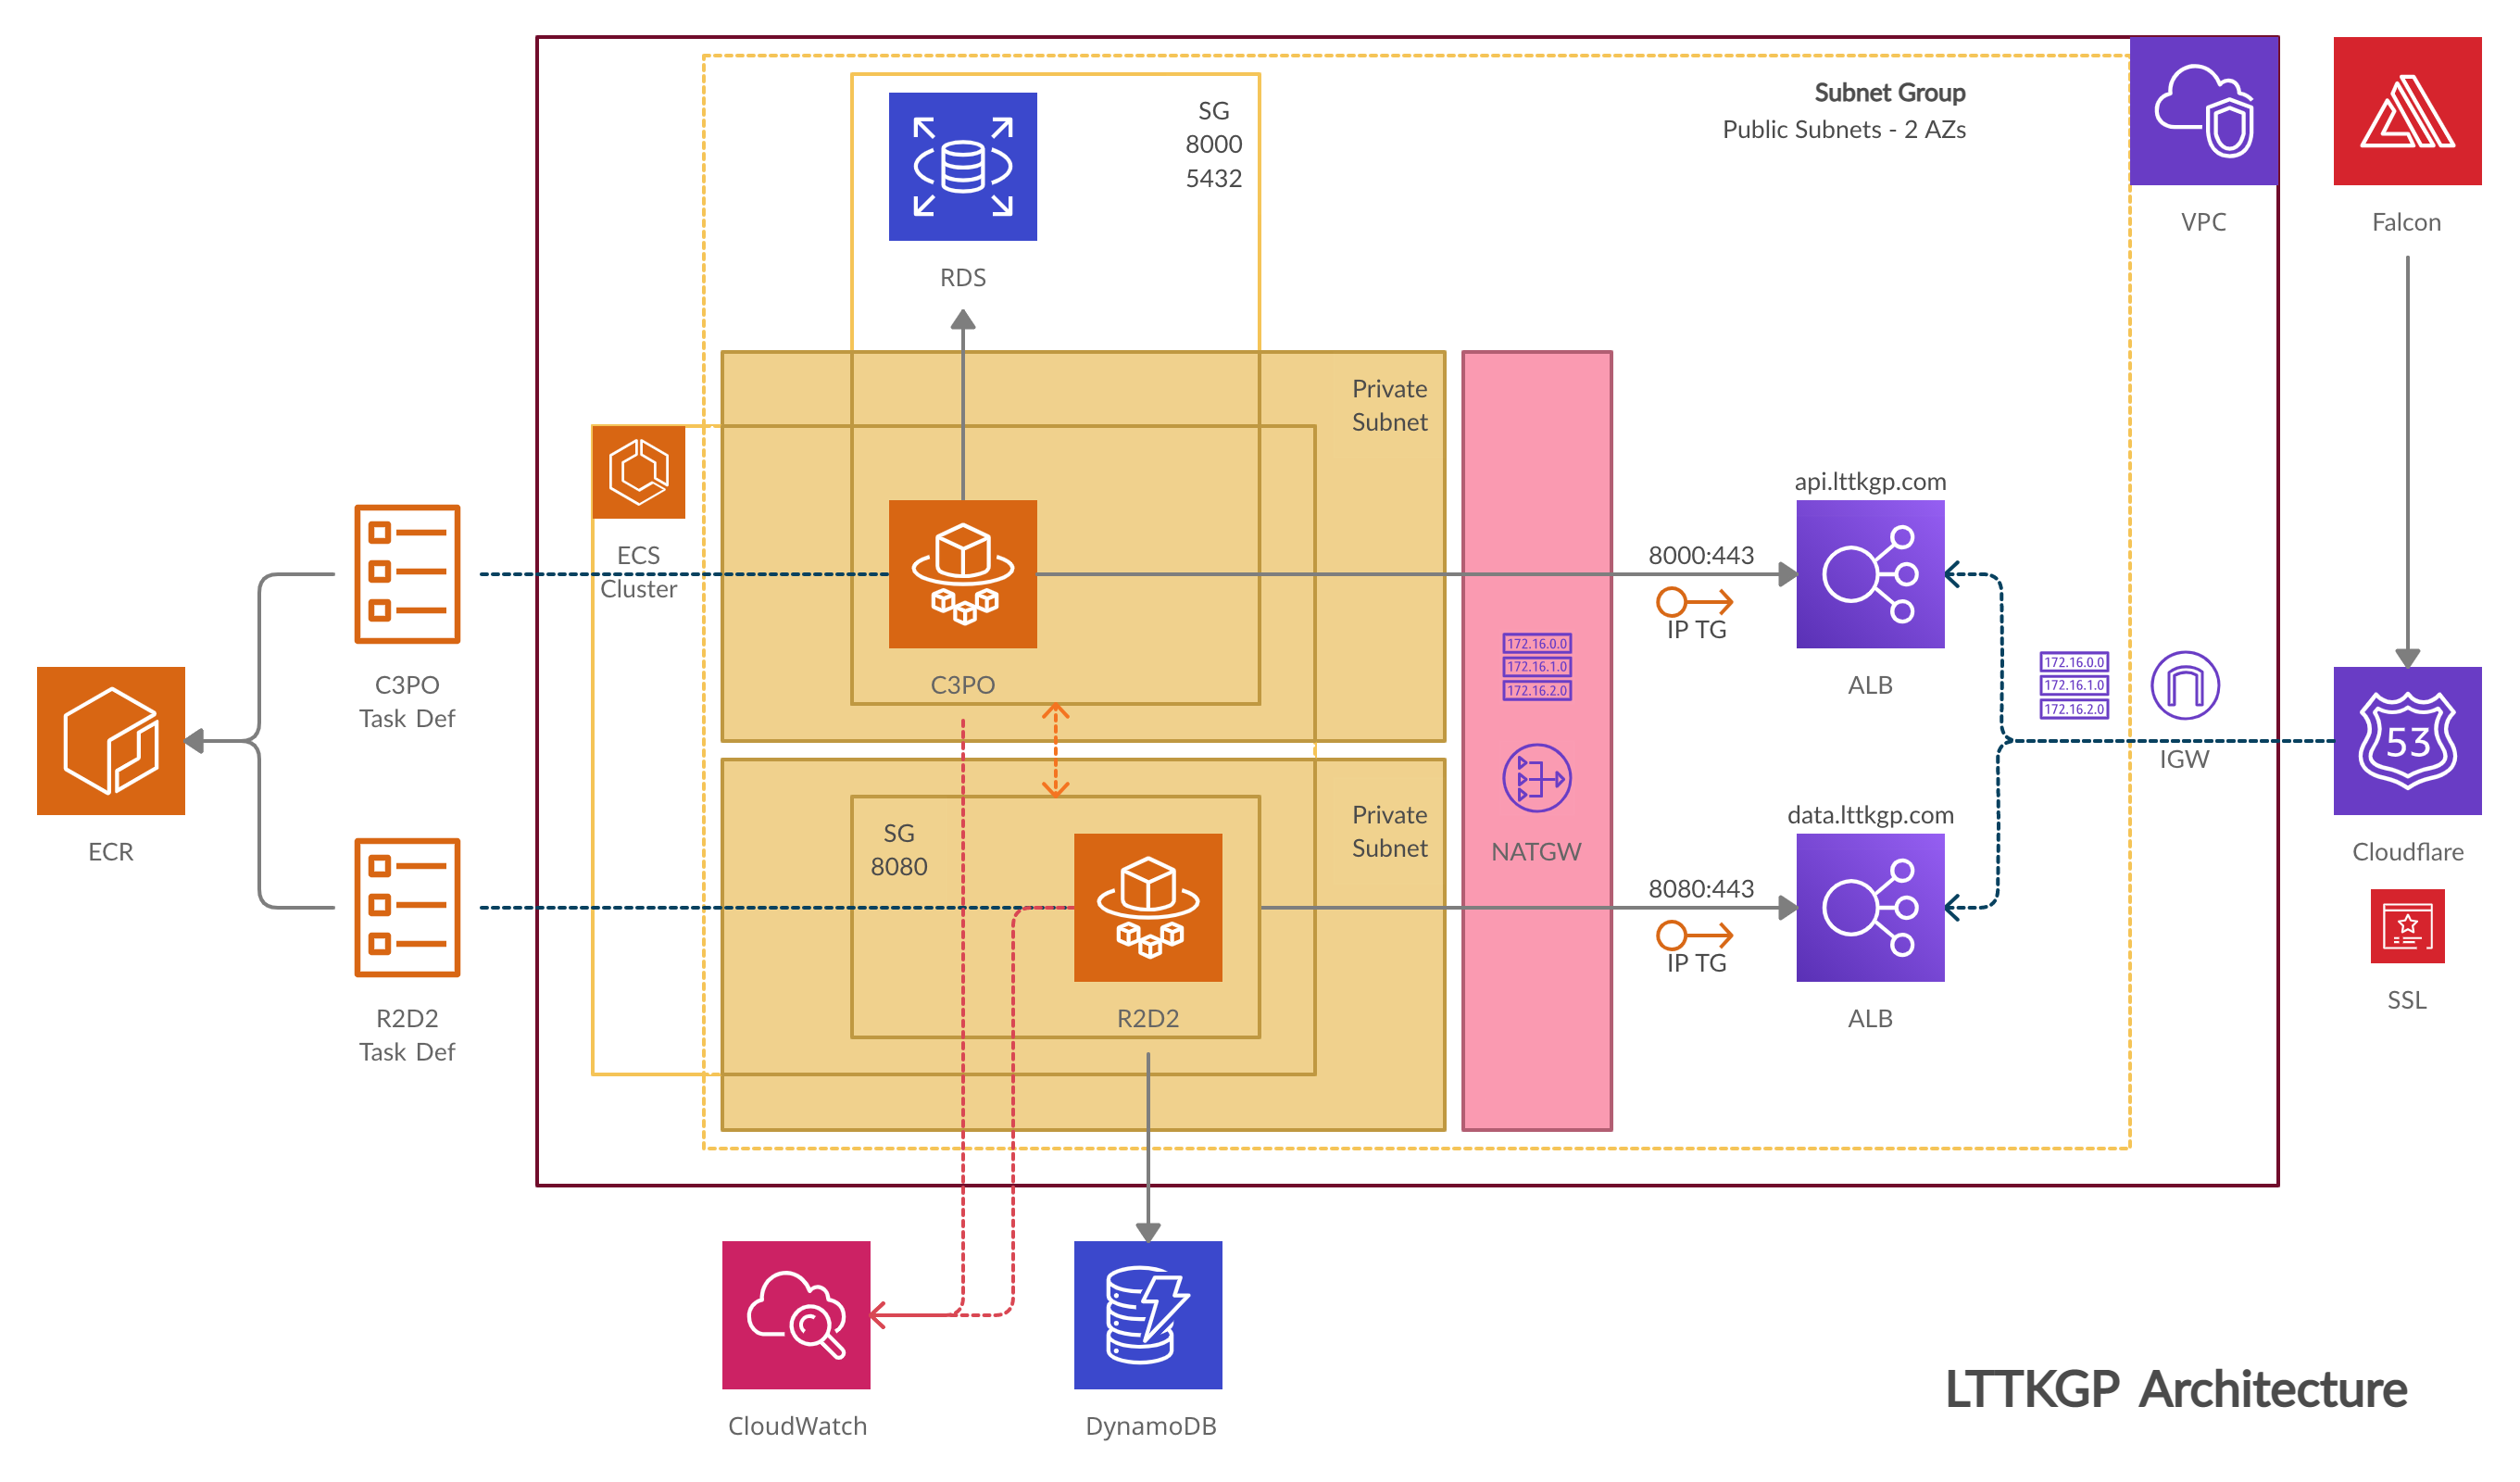 SG
8000
5432
Subnet Group
Public Subnets - 2 AZs
VPC
Falcon
RDS
Private
Subnet
ECS
Cluster
api.lttkgp.com
8000:443
IP TG
C3PO
Task Def
C3PO
ALB
172.16.0.0
172.16.1.0
172.16.2.0
172.16.0.0
172.16.1.0
172.16.2.0
IGW
53
Cloudflare
ECR
SG
8080
Private
Subnet
NATGW
data.lttkgp.com
8080:443
IP TG
SSL
R2D2
Task Def
R2D2
ALB
CloudWatch
DynamoDB
LTTKGP Architecture